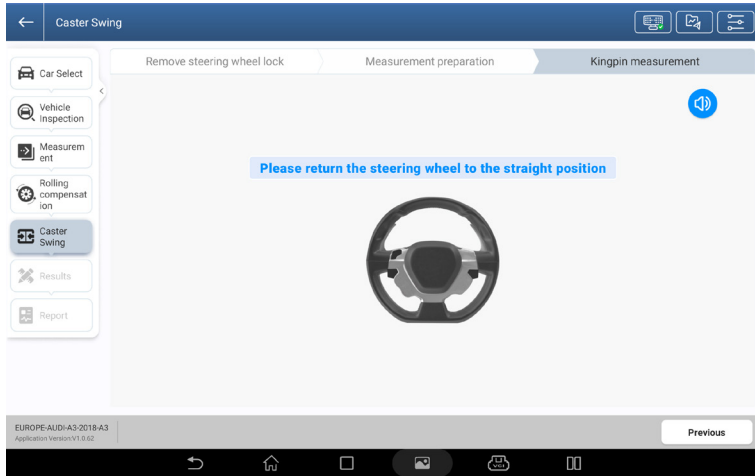 Caster Swing
Car Select
Vehicle
Inspection
Measurem
ent
Rolling
compensat
ion
Caster
Swing
Results
Report
Remove steering wheel lock
Measurement preparation
Kingpin measurement
Please return the steering wheel to the straight position
EUROPE-AUDI-A3-2018-A3
Application Version:V1.0.62
Previous
VCI